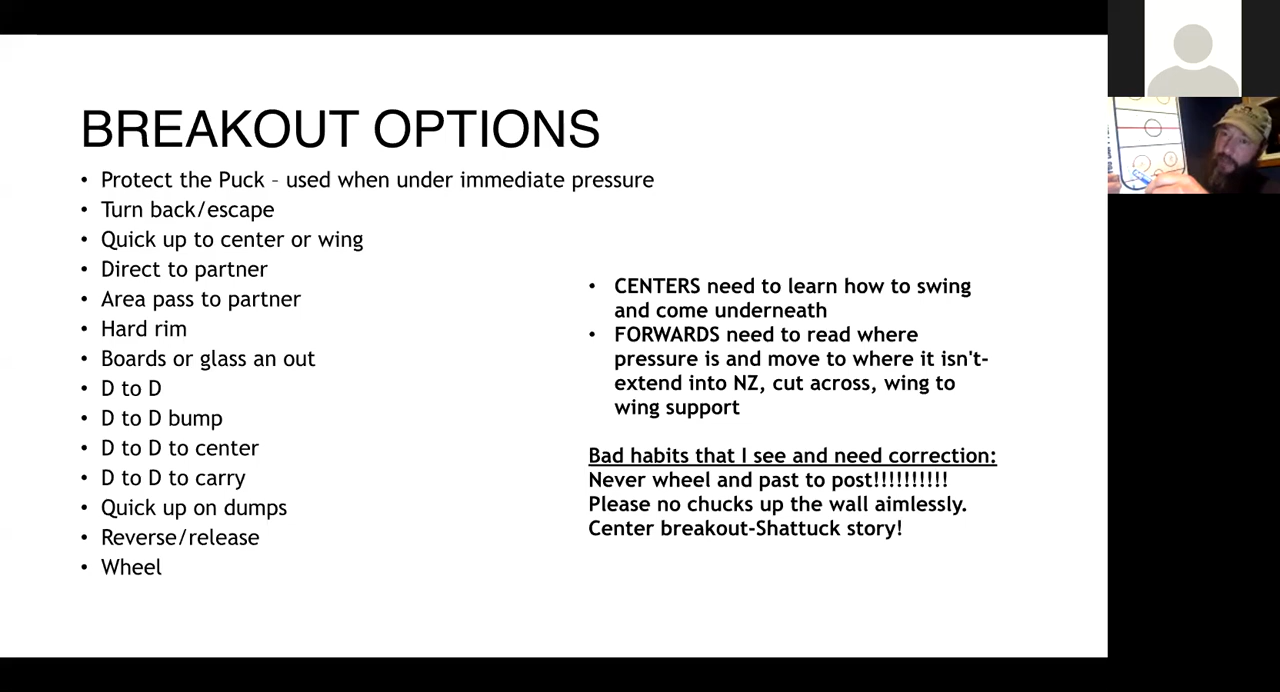 BREAKOUT OPTIONS
• Protect the Puck - used when under immediate pressure
• Turn back/escape
• Quick up to center or wing
• Direct to partner
• Area pass to partner
• Hard rim
• Boards or glass an out
• D to D
• D to D bump
• D to D to center
• D to D to carry
• Quick up on dumps
• Reverse/release
• Wheel
• CENTERS need to learn how to swing
and come underneath
• FORWARDS need to read where
pressure is and move to where it isn't-
extend into NZ, cut across, wing to
wing support
Bad habits that I see and need correction:
Never wheel and past to post!!!!!!!!!!
Please no chucks up the wall aimlessly.
Center breakout-Shattuck story!